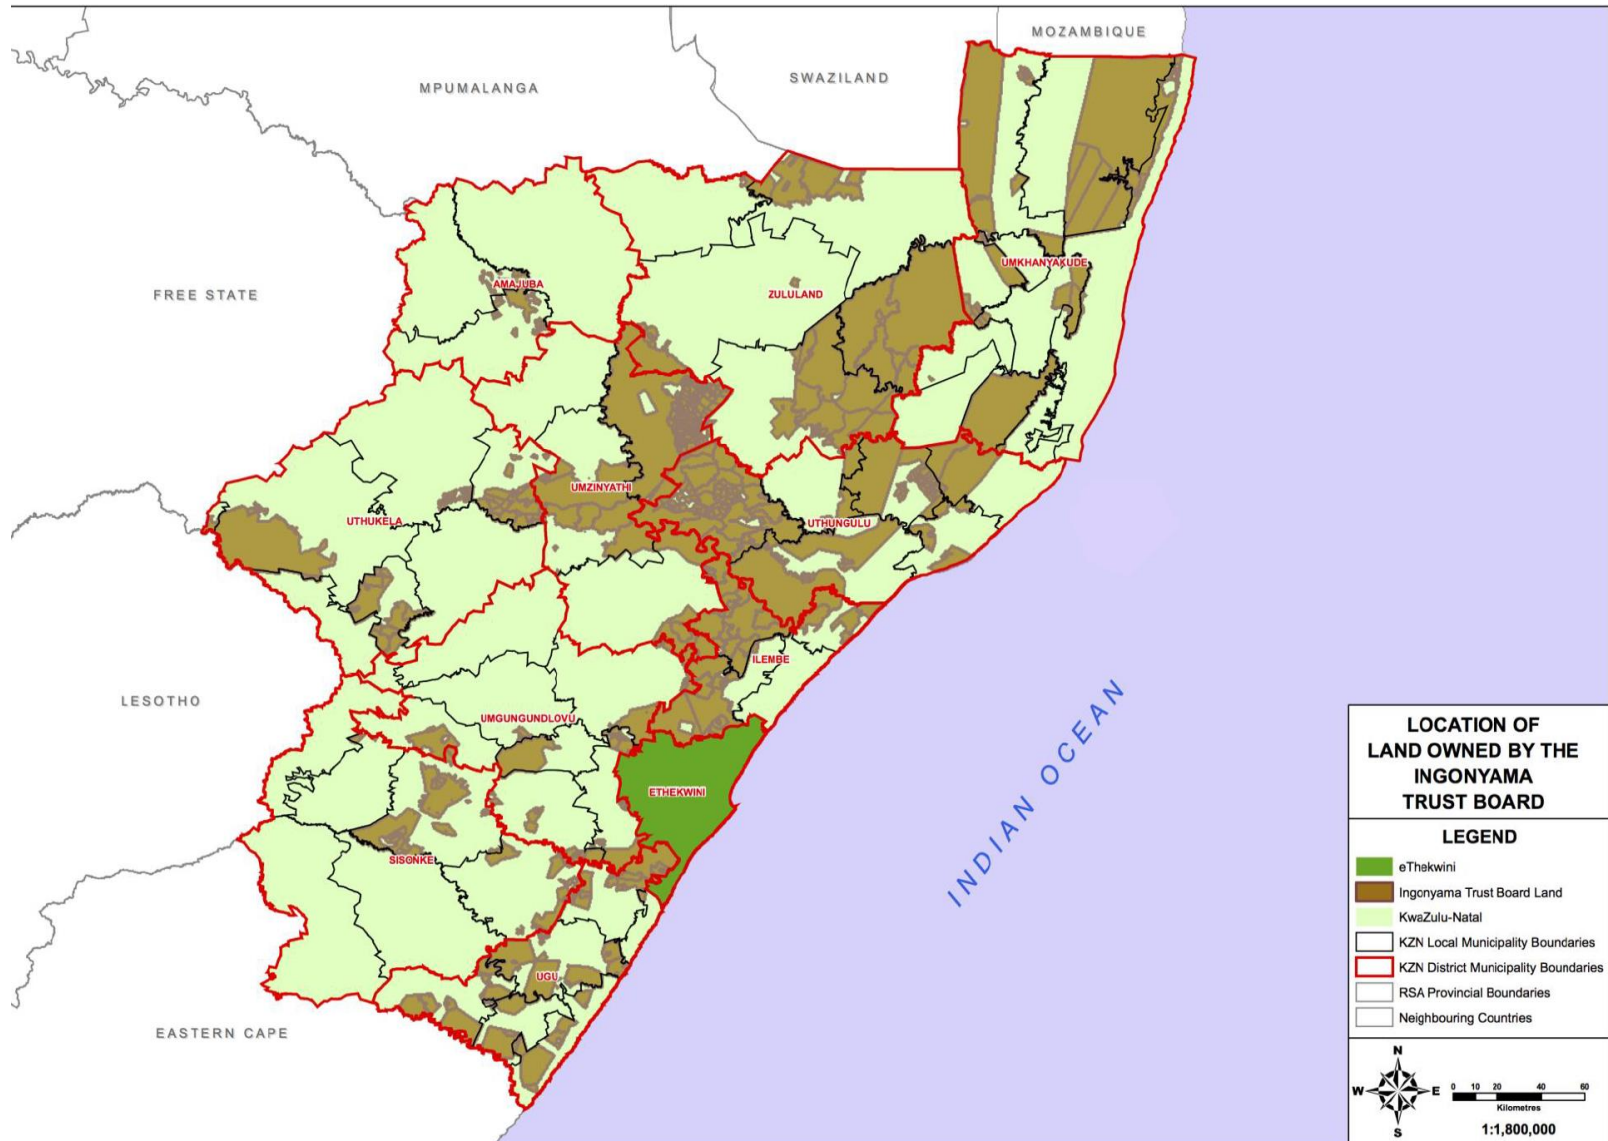 MOZAMBIQUE
SWAZILAND
MPUMALANGA
UMKHANYAKUDE
AMAJUBA
FREE STATE
ZULULAND
UMZINYATHI
UTHUKELA
UTHUNGULU
ILEMBE
LESOTHO
UMGUNGUNDLOVU
ETHEKWINI
INDIAN OCEAN
SISONKE
UGU
EASTERN CAPE
LOCATION OF
LAND OWNED BY THE
INGONYAMA
TRUST BOARD
LEGEND
eThekwini
Ingonyama Trust Board Land
KwaZulu-Natal
KZN Local Municipality Boundaries
KZN District Municipality Boundaries
RSA Provincial Boundaries
Neighbouring Countries
N
W E
S
0 10 20 40 60
Kilometres
1:1,800,000